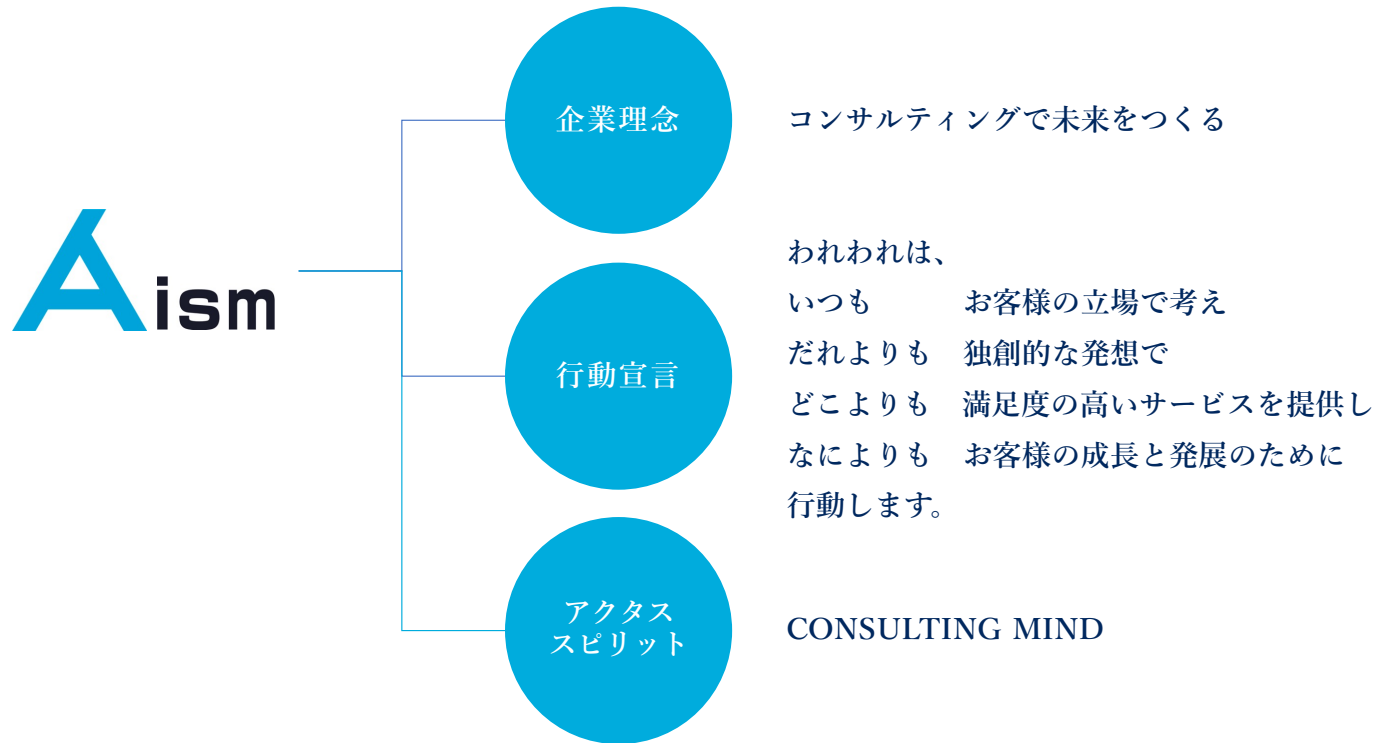 Aism
企業理念
コンサルティングで未来をつくる
行動宣言
われわれは、
いつも　　　お客様の立場で考え
だれよりも　独創的な発想で
どこよりも　満足度の高いサービスを提供し
なによりも　お客様の成長と発展のために
行動します。
アクタス
スピリット
CONSULTING MIND